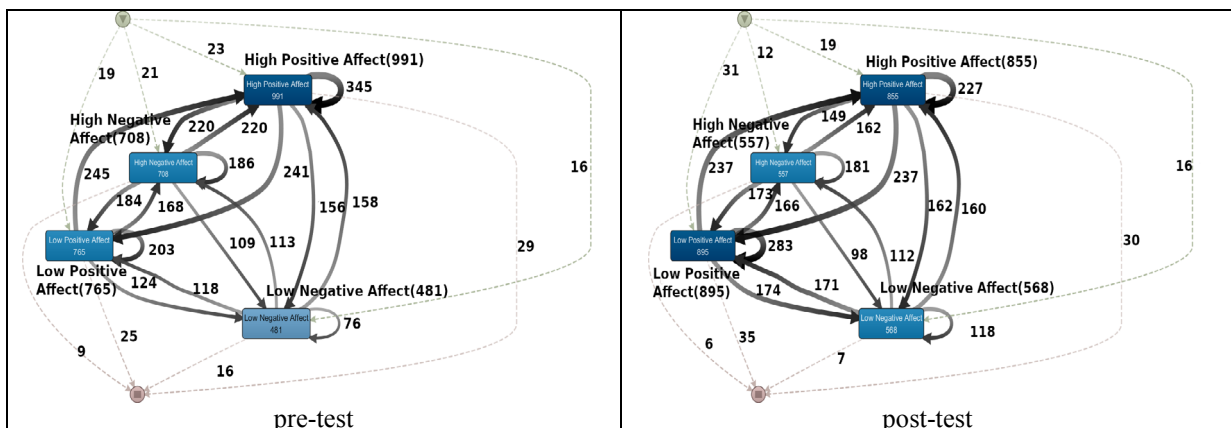 23
19
21
High Positive Affect(991)
High Positive Affect
991
345
High Negative
Affect(708)
220
220
High Negative Affect
708
186
16
245
241
184
168
156
158
Low Positive Affect
765
203
109
113
29
Low Positive
Affect(765)
124
118
Low Negative Affect(481)
Low Negative Affect
481
76
25
9
16
pre-test
19
12
31
High Positive Affect(855)
High Positive Affect
855
227
High Negative
Affect(557)
149
162
High Negative Affect
557
181
16
237
237
173
166
162
160
Low Positive Affect
895
283
98
112
30
Low Positive
Affect(895)
174
171
Low Negative Affect(568)
Low Negative Affect
568
118
6
35
7
post-test